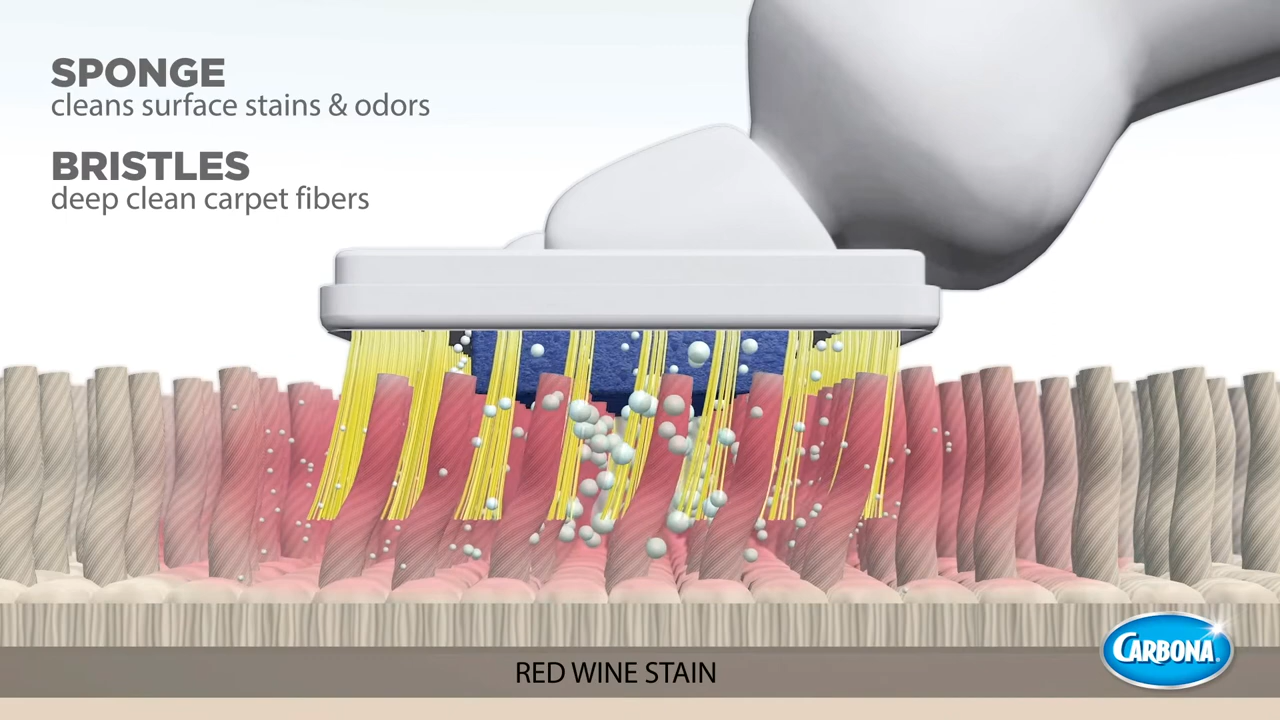 SPONGE
cleans surface stains & odors
BRISTLES
deep clean carpet fibers
RED WINE STAIN
CARBONA®